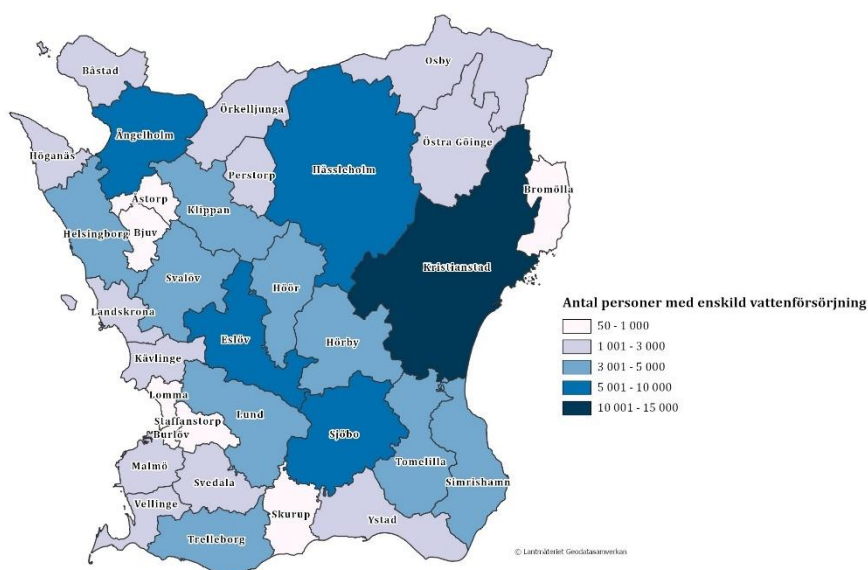 Båstad
Osby
Örkelljunga
Ängelholm
Hässleholm
Östra Göinge
Höganäs
Perstorp
Bromölla
Åstorp
Klippan
Helsingborg
Bjuv
Kristianstad
Svalöv
Höör
Landskrona
Eslöv
Hörby
Kävlinge
Lomma
Lund
Staffanstorp
Burlöv
Sjöbo
Malmö
Tomelilla
Svedala
Simrishamn
Vellinge
Skurup
Ystad
Trelleborg
Antal personer med enskild vattenförsörjning
50 - 1 000
1 001 - 3 000
3 001 - 5 000
5 001 - 10 000
10 001 - 15 000
© Lantmäteriet Geodatasamverkan